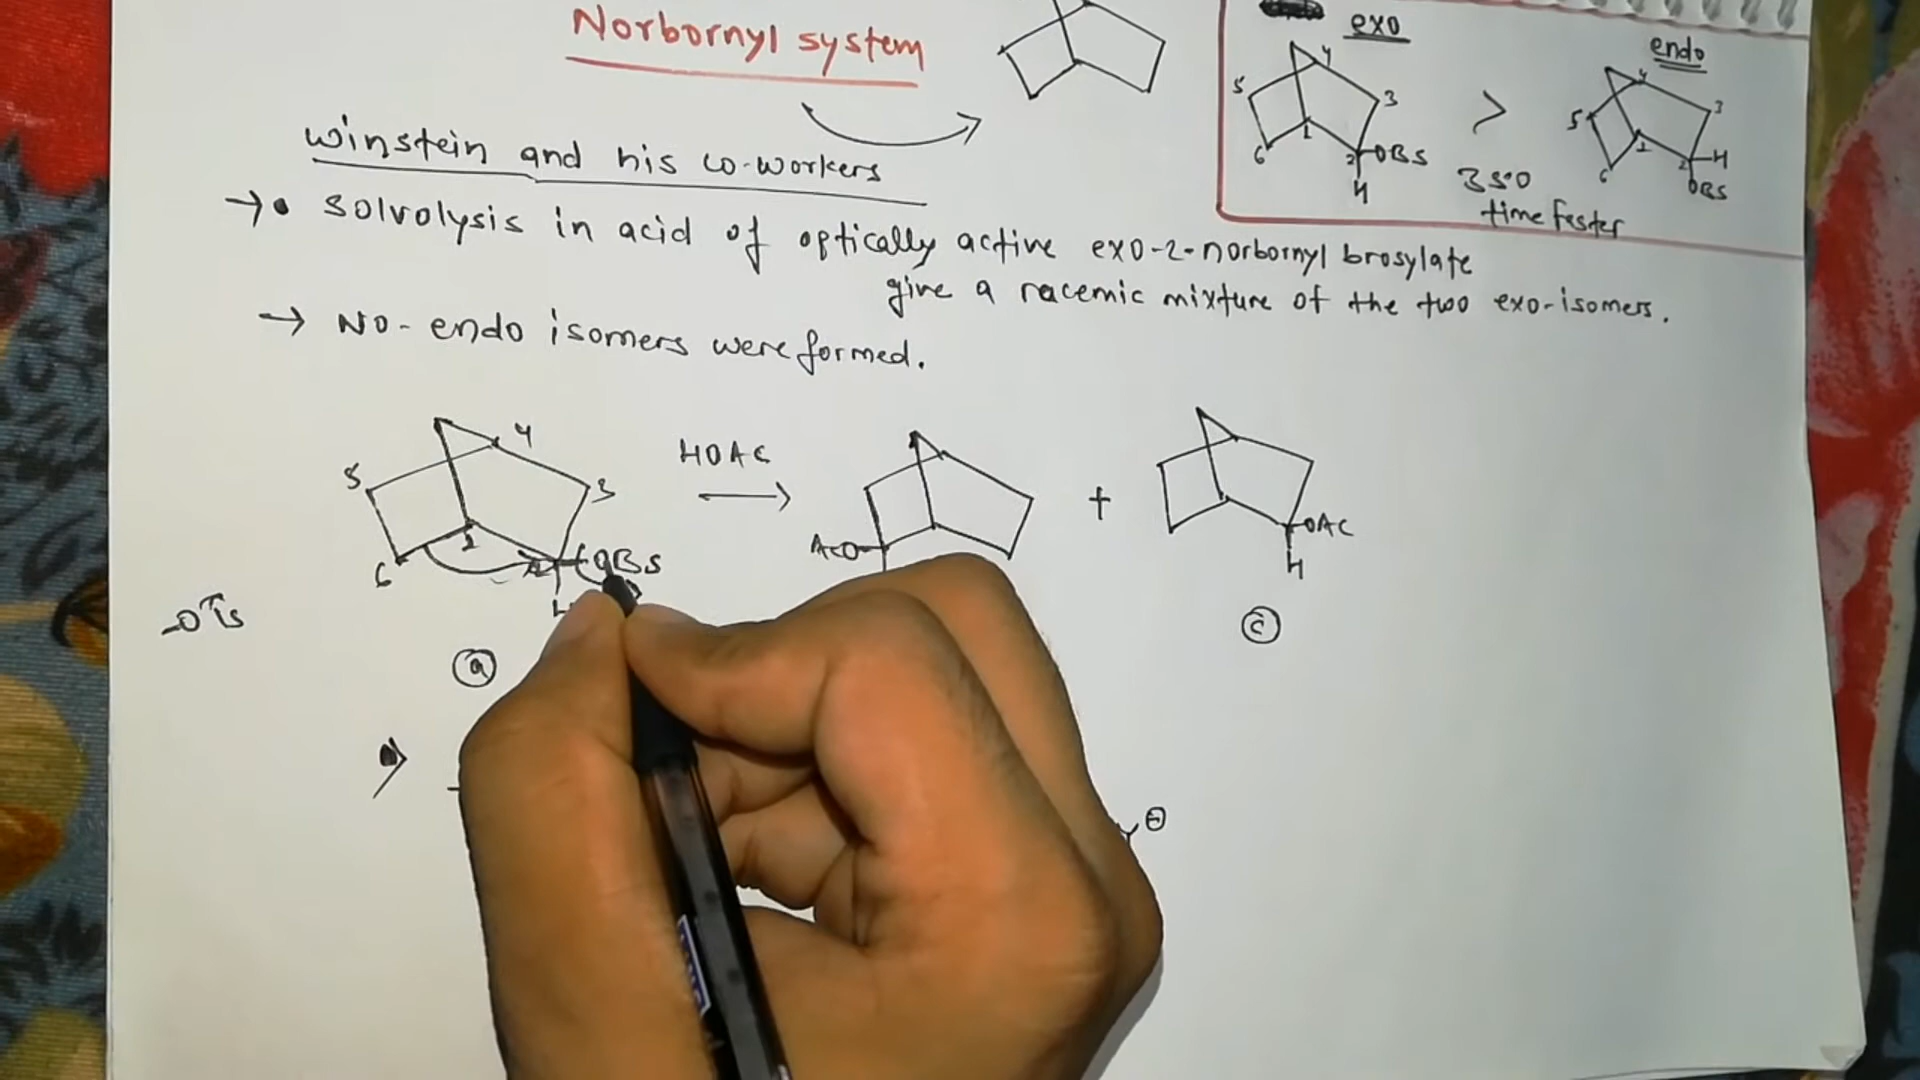 Norbornyl system
exo
endo
5 4 3 6 1 2 OBS H
>
350
time fester
5 4 3 6 1 2 H OBS
Winstein and his co-workers
→• solvolysis in acid of optically active exo-2-norbornyl brosylate
give a racemic mixture of the two exo-isomers.
→ No-endo isomers were formed.
5 4 3 6 1 OBS
HOAC
ACO
+
OAC
H
-OTs
a
c
Y⊖